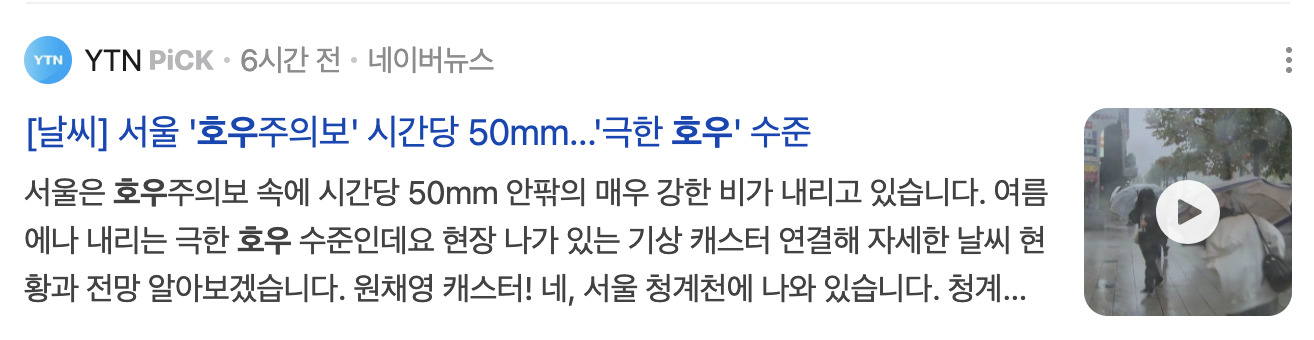 YTN YTN PiCK · 6시간 전 · 네이버뉴스
[날씨] 서울 '호우주의보' 시간당 50mm...'극한 호우' 수준
서울은 호우주의보 속에 시간당 50mm 안팎의 매우 강한 비가 내리고 있습니다. 여름
에나 내리는 극한 호우 수준인데요 현장 나가 있는 기상 캐스터 연결해 자세한 날씨 현
황과 전망 알아보겠습니다. 원채영 캐스터! 네, 서울 청계천에 나와 있습니다. 청계...